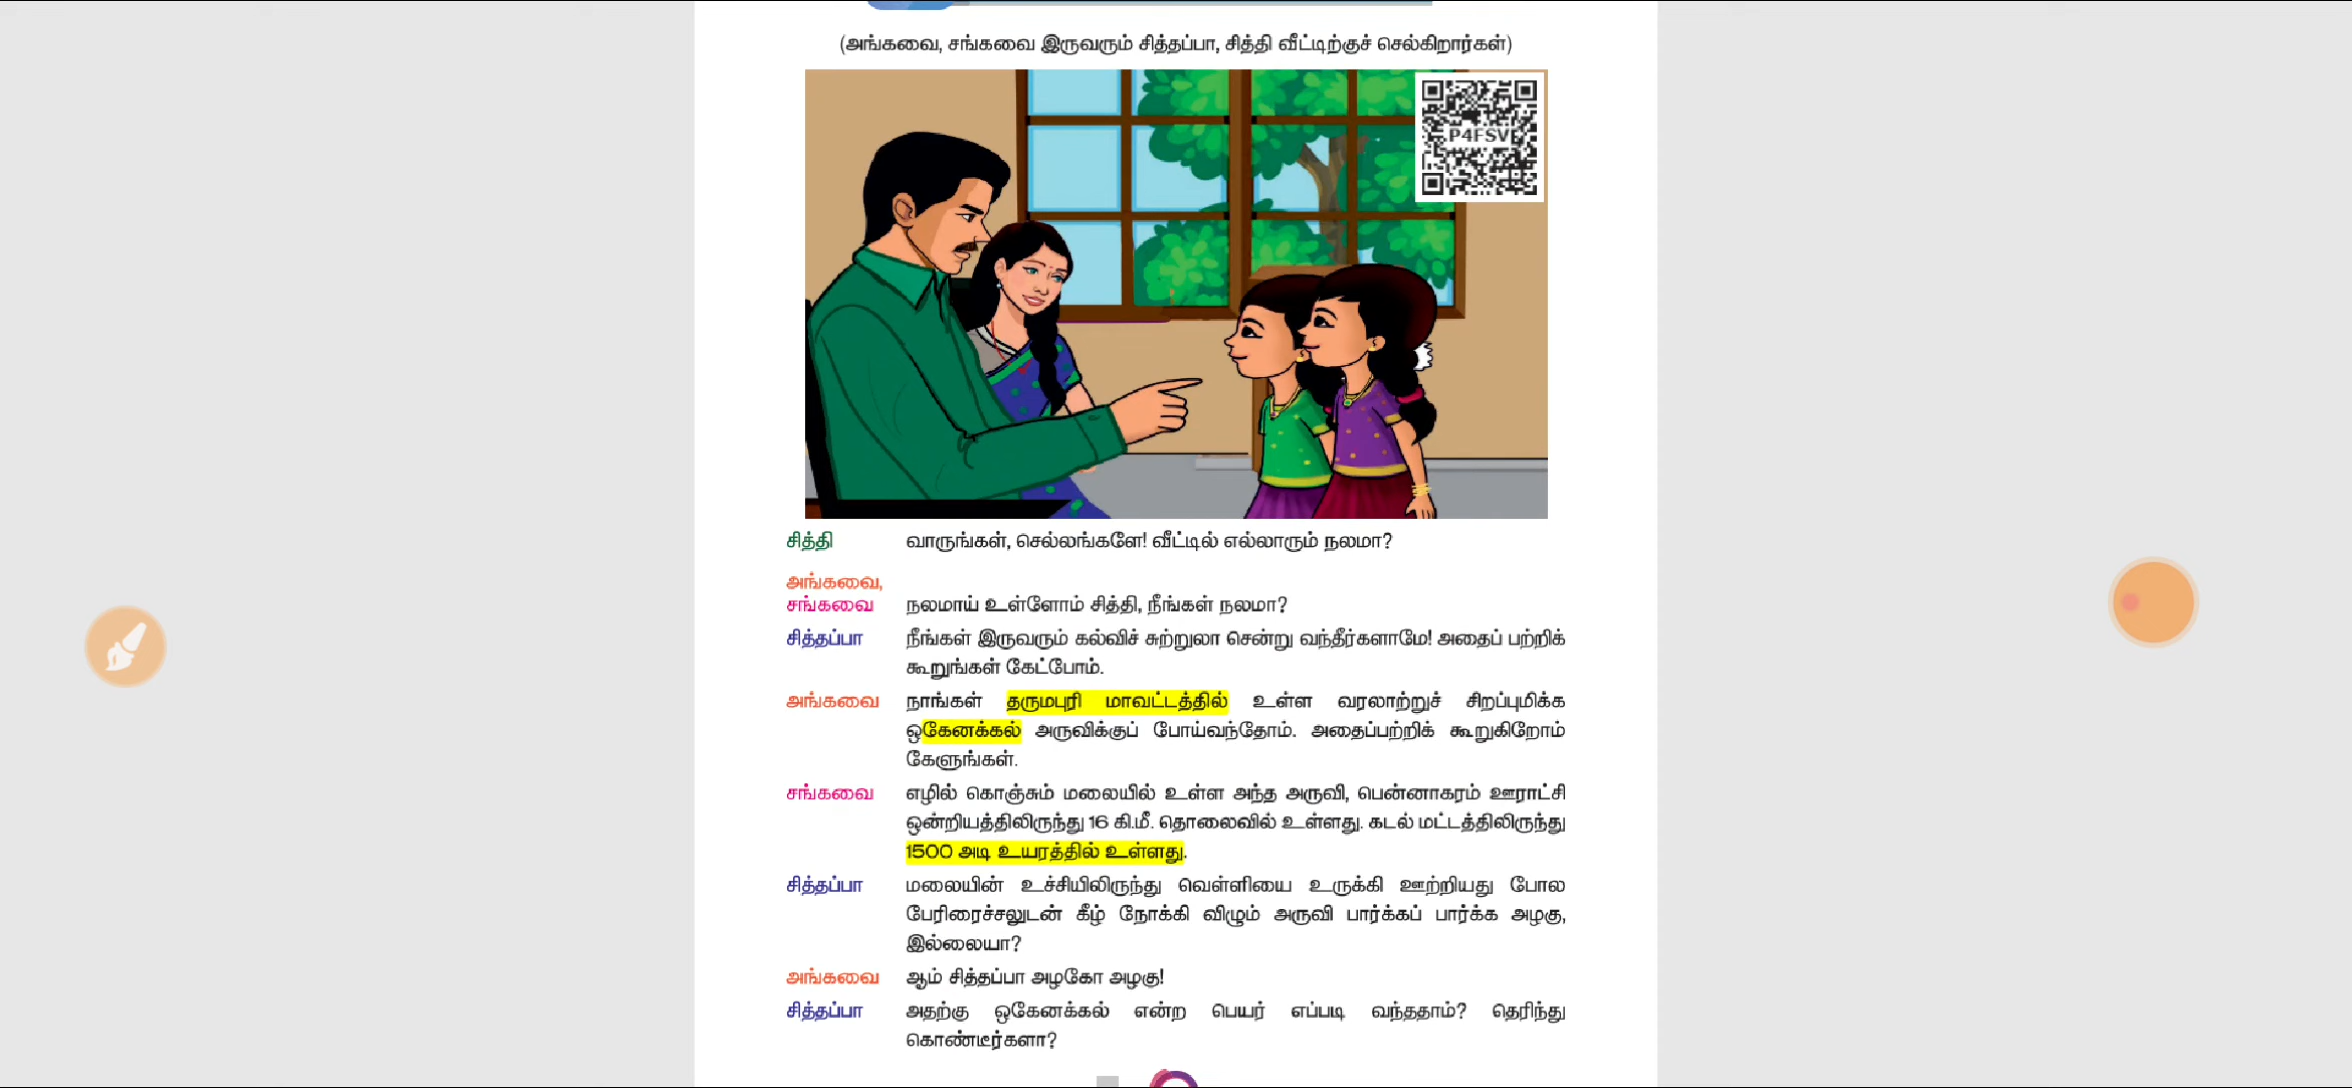 (அங்கவை, சங்கவை இருவரும் சித்தப்பா, சித்தி வீட்டிற்குச் செல்கிறார்கள்)
P4F5VE
சித்தி வாருங்கள், செல்லங்களே! வீட்டில் எல்லாரும் நலமா?
அங்கவை,
சங்கவை நலமாய் உள்ளோம் சித்தி, நீங்கள் நலமா?
சித்தப்பா நீங்கள் இருவரும் கல்விச் சுற்றுலா சென்று வந்தீர்களாமே! அதைப் பற்றிக்
கூறுங்கள் கேட்போம்.
அங்கவை நாங்கள் தருமபுரி மாவட்டத்தில் உள்ள வரலாற்றுச் சிறப்புமிக்க
ஒகேனக்கல் அருவிக்குப் போய்வந்தோம். அதைப்பற்றிக் கூறுகிறோம்
கேளுங்கள்.
சங்கவை எழில் கொஞ்சும் மலையில் உள்ள அந்த அருவி, பென்னாகரம் ஊராட்சி
ஒன்றியத்திலிருந்து 16 கி.மீ. தொலைவில் உள்ளது. கடல் மட்டத்திலிருந்து
1500 அடி உயரத்தில் உள்ளது.
சித்தப்பா மலையின் உச்சியிலிருந்து வெள்ளியை உருக்கி ஊற்றியது போல
பேரிரைச்சலுடன் கீழ் நோக்கி விழும் அருவி பார்க்கப் பார்க்க அழகு,
இல்லையா?
அங்கவை ஆம் சித்தப்பா அழகோ அழகு!
சித்தப்பா அதற்கு ஒகேனக்கல் என்ற பெயர் எப்படி வந்ததாம்? தெரிந்து
கொண்டீர்களா?